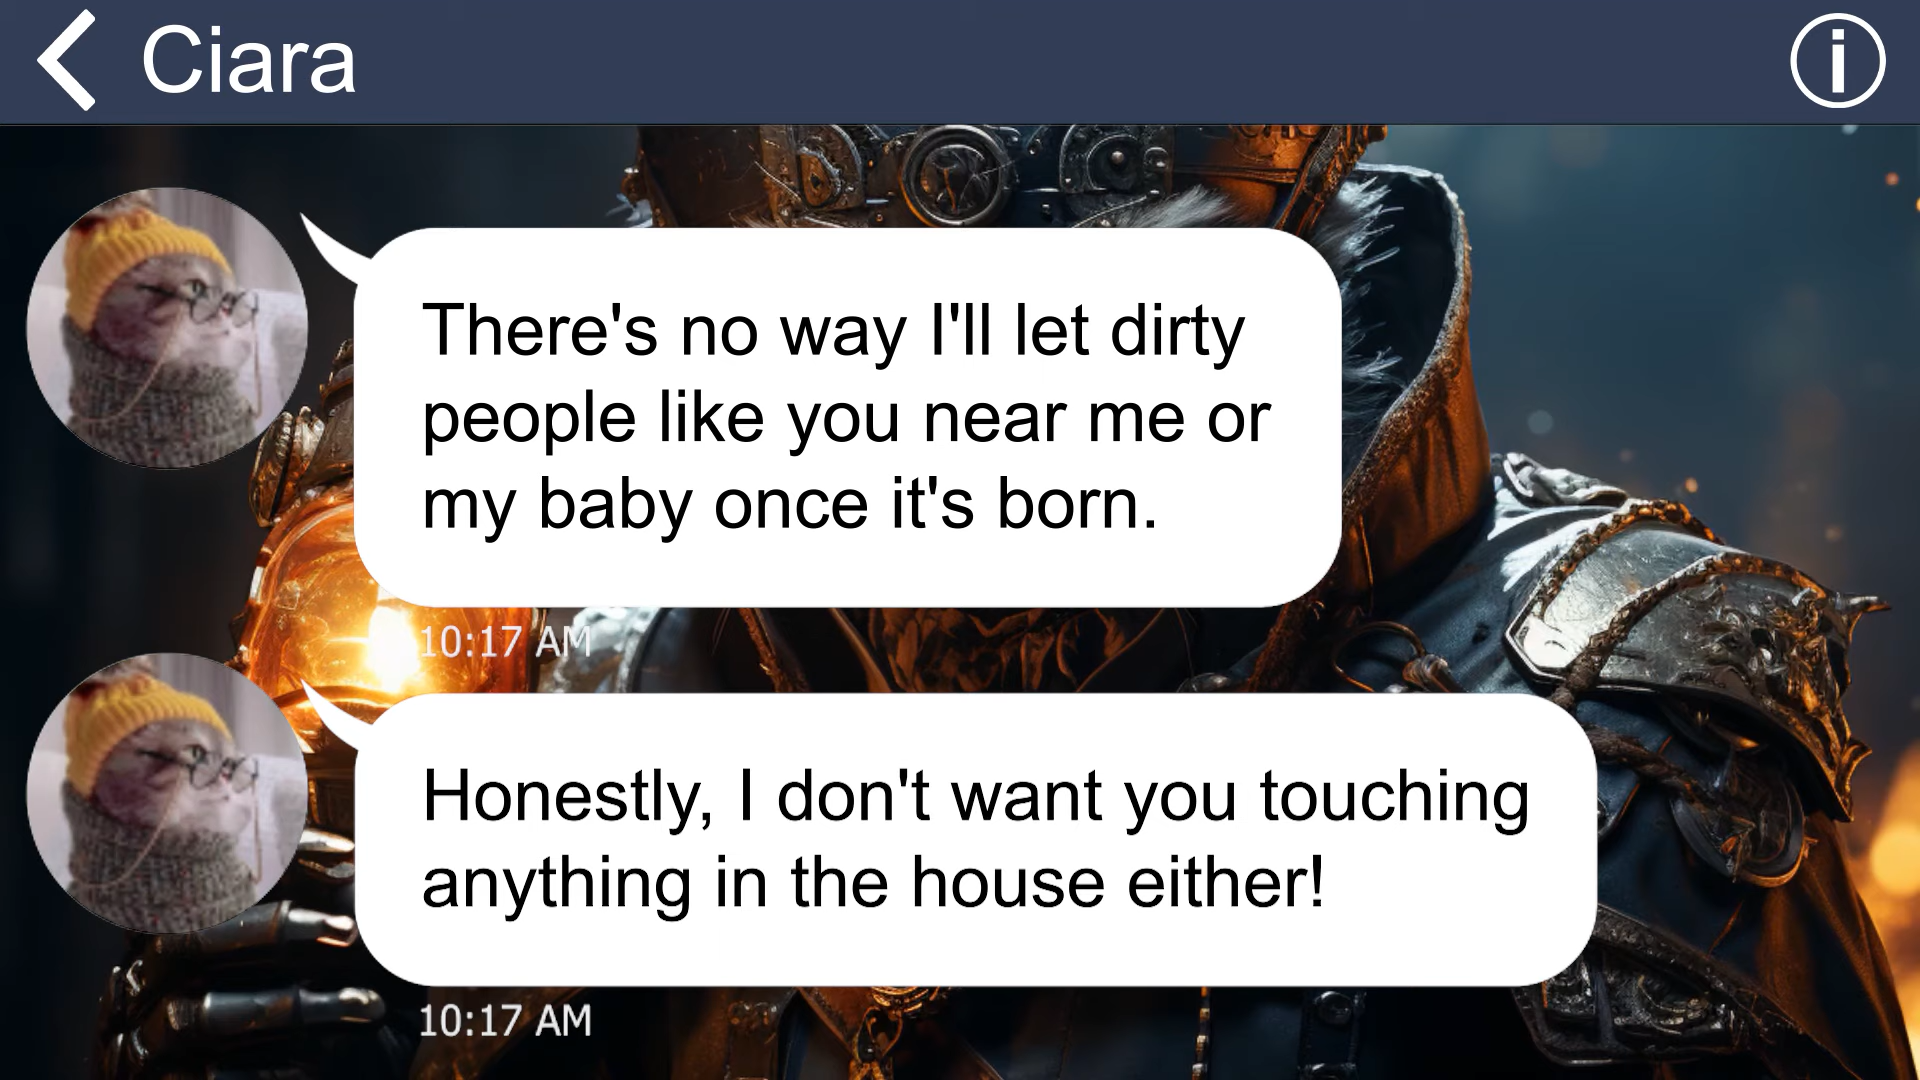 Ciara
There's no way I'll let dirty
people like you near me or
my baby once it's born.
10:17 AM
Honestly, I don't want you touching
anything in the house either!
10:17 AM